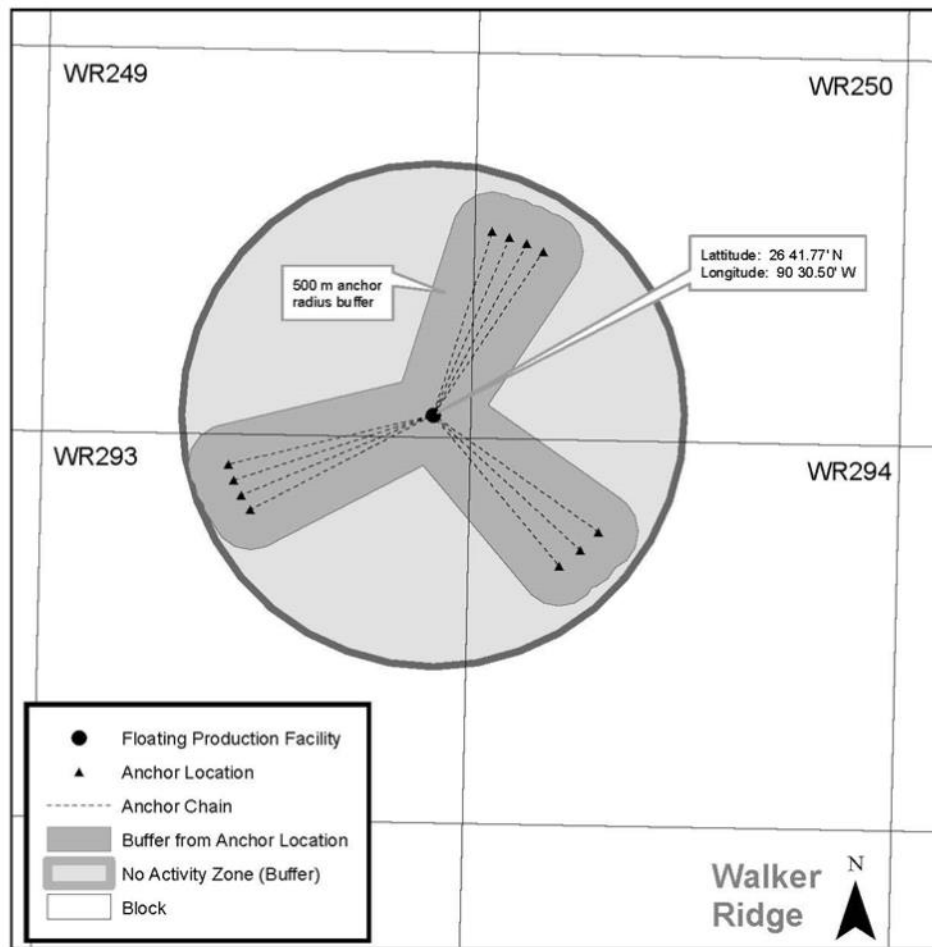 WR249
WR250
Lattitude: 26 41.77' N
Longitude: 90 30.50' W
500 m anchor
radius buffer
WR293
WR294
Floating Production Facility
Anchor Location
Anchor Chain
Buffer from Anchor Location
No Activity Zone (Buffer)
Block
Walker
Ridge
N